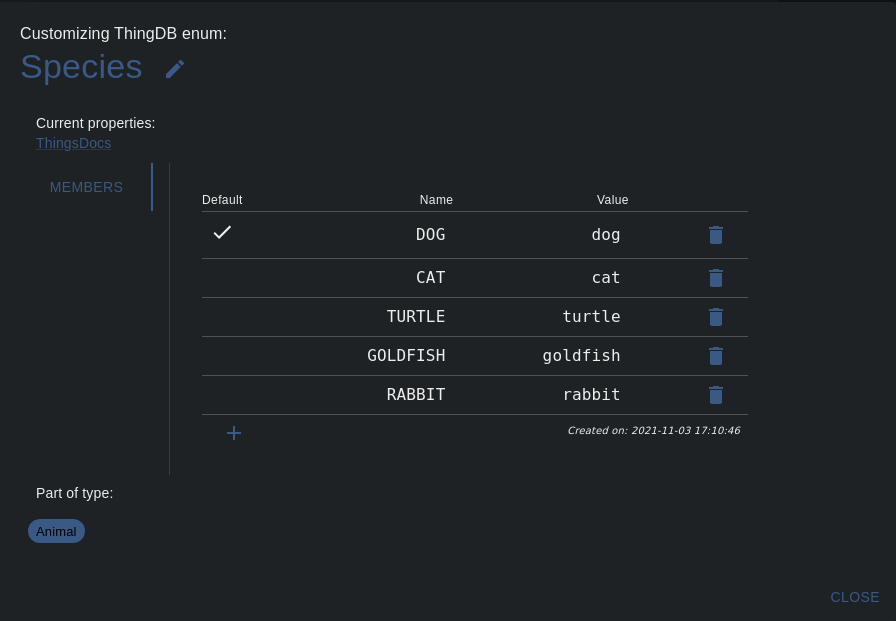 Customizing ThingDB enum:
Species
Current properties:
ThingsDocs
MEMBERS
Default Name Value
DOG dog
CAT cat
TURTLE turtle
GOLDFISH goldfish
RABBIT rabbit
Created on: 2021-11-03 17:10:46
Part of type:
Animal
CLOSE